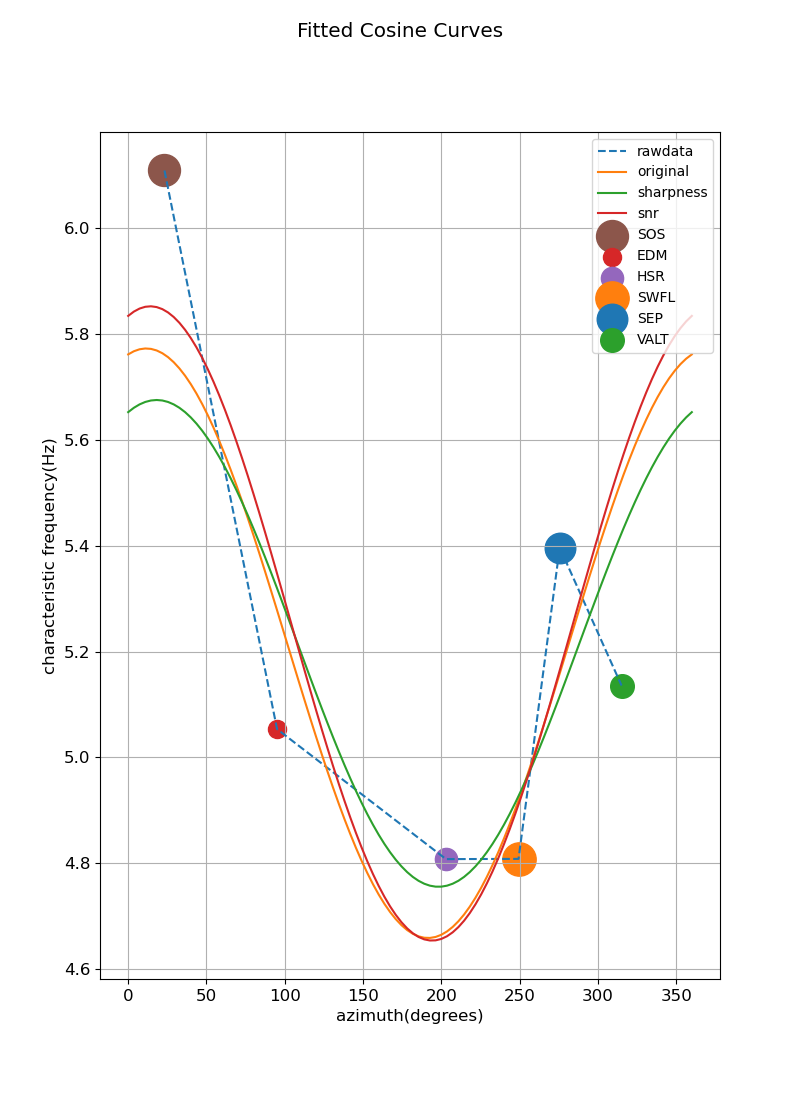 Fitted Cosine Curves
rawdata
original
sharpness
snr
SOS
EDM
HSR
SWFL
SEP
VALT
characteristic frequency(Hz)
6.0
5.8
5.6
5.4
5.2
5.0
4.8
4.6
0 50 100 150 200 250 300 350
azimuth(degrees)